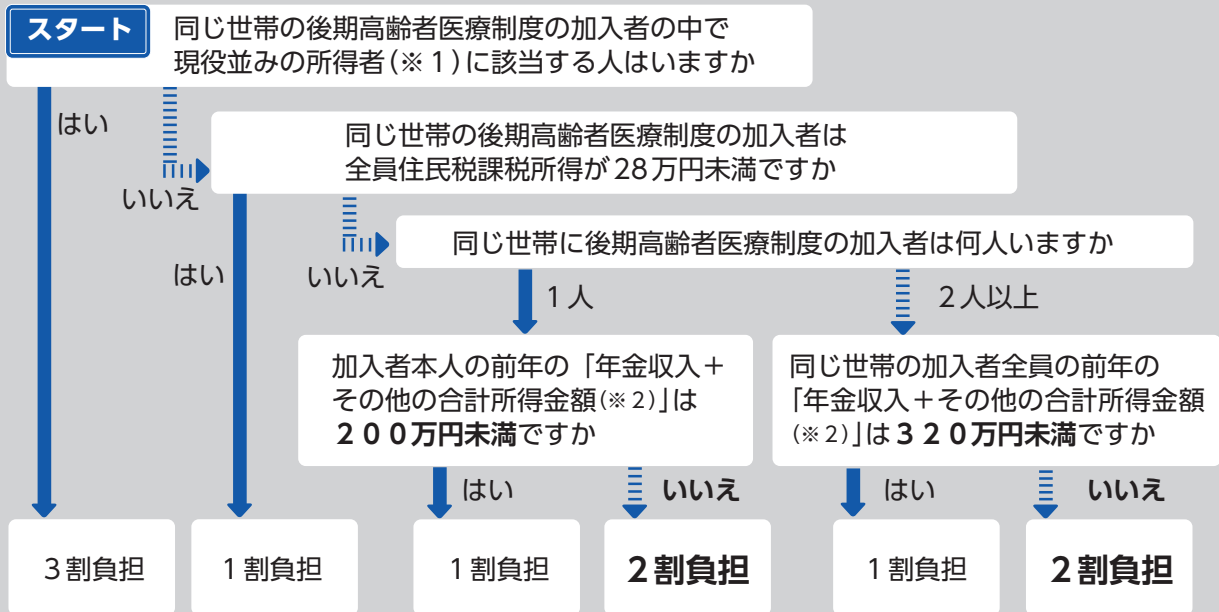 スタート
同じ世帯の後期高齢者医療制度の加入者の中で
現役並みの所得者(※1)に該当する人はいますか
はい
いいえ
同じ世帯の後期高齢者医療制度の加入者は
全員住民税課税所得が28万円未満ですか
はい
いいえ
同じ世帯に後期高齢者医療制度の加入者は何人いますか
1人
2人以上
加入者本人の前年の「年金収入＋
その他の合計所得金額(※2)」は
200万円未満ですか
同じ世帯の加入者全員の前年の
「年金収入＋その他の合計所得金額
(※2)」は320万円未満ですか
はい
いいえ
はい
いいえ
3割負担
1割負担
1割負担
2割負担
1割負担
2割負担